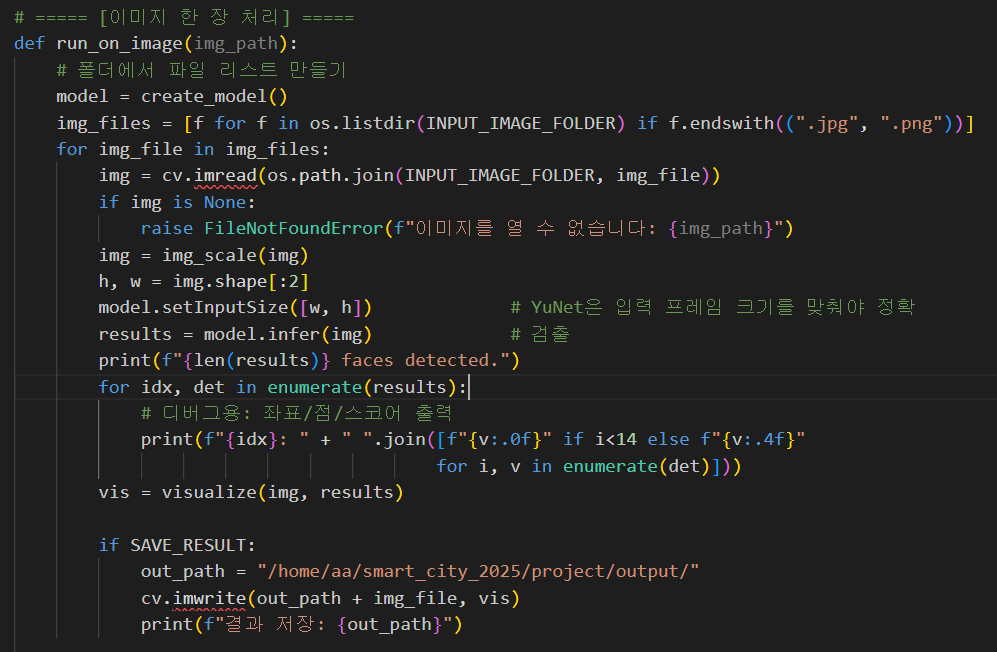 # ===== [이미지 한 장 처리] =====
def run_on_image(img_path):
    # 폴더에서 파일 리스트 만들기
    model = create_model()
    img_files = [f for f in os.listdir(INPUT_IMAGE_FOLDER) if f.endswith((".jpg", ".png"))]
    for img_file in img_files:
        img = cv.imread(os.path.join(INPUT_IMAGE_FOLDER, img_file))
        if img is None:
            raise FileNotFoundError(f"이미지를 열 수 없습니다: {img_path}")
        img = img_scale(img)
        h, w = img.shape[:2]
        model.setInputSize([w, h])             # YuNet은 입력 프레임 크기를 맞춰야 정확
        results = model.infer(img)             # 검출
        print(f"{len(results)} faces detected.")
        for idx, det in enumerate(results):
            # 디버그용: 좌표/점/스코어 출력
            print(f"{idx}: " + " ".join([f"{v:.0f}" if i<14 else f"{v:.4f}"
                                        for i, v in enumerate(det)]))
        vis = visualize(img, results)

        if SAVE_RESULT:
            out_path = "/home/aa/smart_city_2025/project/output/"
            cv.imwrite(out_path + img_file, vis)
            print(f"결과 저장: {out_path}")